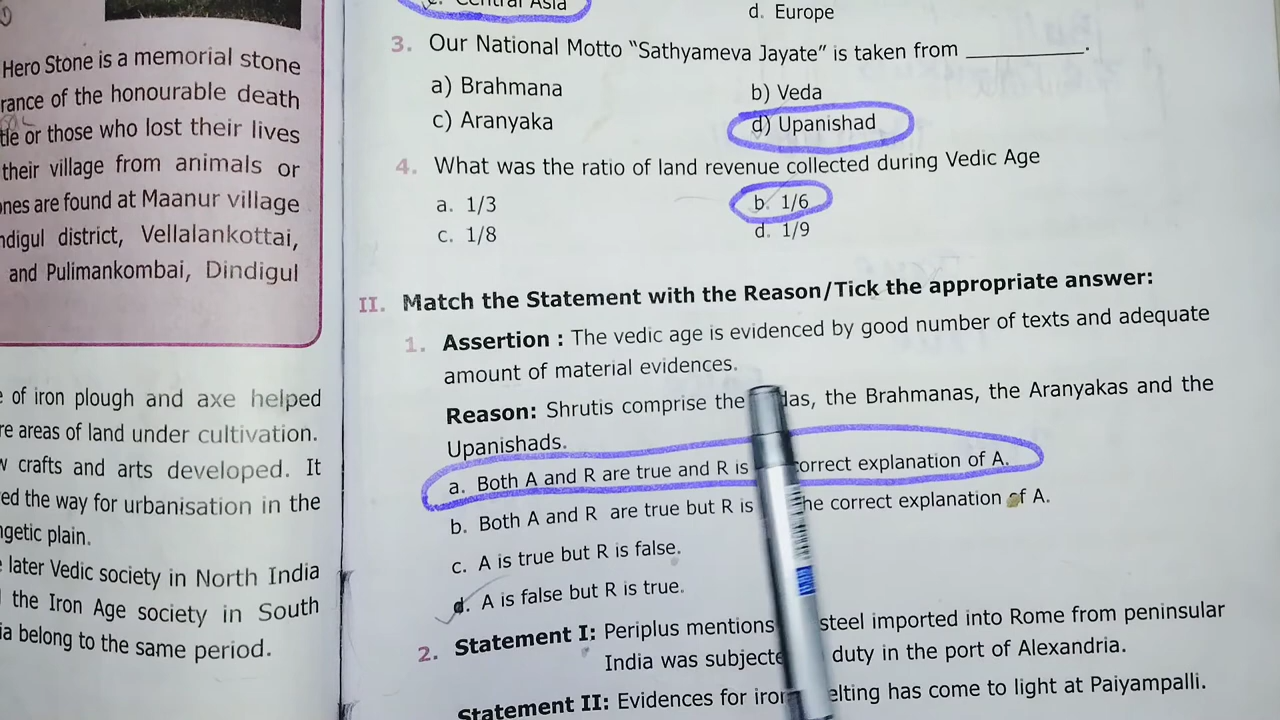 Hero Stone is a memorial stone
rance of the honourable death
tle or those who lost their lives
their village from animals or
ones are found at Maanur village
ndigul district, Vellalankottai,
and Pulimankombai, Dindigul
e of iron plough and axe helped
re areas of land under cultivation.
w crafts and arts developed. It
ed the way for urbanisation in the
ngetic plain.
later Vedic society in North India
the Iron Age society in South
ia belong to the same period.
c. Central Asia
d. Europe
3. Our National Motto "Sathyameva Jayate" is taken from __________.
a) Brahmana b) Veda
c) Aranyaka d) Upanishad
4. What was the ratio of land revenue collected during Vedic Age
a. 1/3 b. 1/6
c. 1/8 d. 1/9
II. Match the Statement with the Reason/Tick the appropriate answer:
1. Assertion : The vedic age is evidenced by good number of texts and adequate
amount of material evidences.
Reason: Shrutis comprise the das, the Brahmanas, the Aranyakas and the
Upanishads.
a. Both A and R are true and R is orrect explanation of A.
b. Both A and R are true but R is he correct explanation of A.
c. A is true but R is false.
d. A is false but R is true.
2. Statement I: Periplus mentions steel imported into Rome from peninsular
India was subjecte duty in the port of Alexandria.
Statement II: Evidences for iron elting has come to light at Paiyampalli.